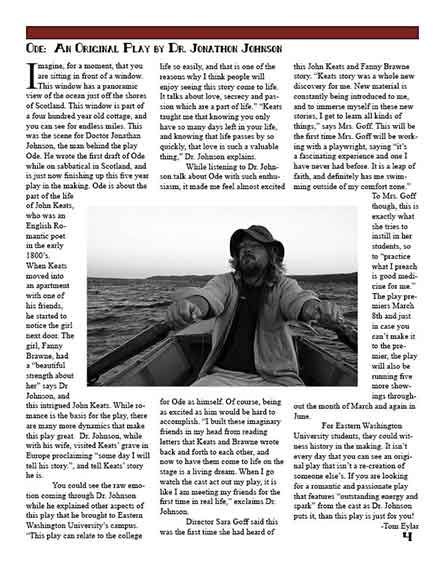 Ode: An Original Play by Dr. Jonathon Johnson
Imagine, for a moment, that you
are sitting in front of a window.
This window has a panoramic
view of the ocean just off the shores
of Scotland. This window is part of
a four hundred year old cottage, and
you can see for endless miles. This
was the scene for Doctor Jonathan
Johnson, the man behind the play
Ode. He wrote the first draft of Ode
while on sabbatical in Scotland, and
is just now finishing up this five year
play in the making. Ode is about the
part of the life
of John Keats,
who was an
English Ro-
mantic poet
in the early
1800's.
When Keats
moved into
an apartment
with one of
his friends,
he started to
notice the girl
next door. The
girl, Fanny
Brawne, had
a "beautiful
strength about
her" says Dr
Johnson, and
this intrigued John Keats. While ro-
mance is the basis for the play, there
are many more dynamics that make
this play great. Dr. Johnson, while
with his wife, visited Keats' grave in
Europe proclaiming "some day I will
tell his story.", and tell Keats' story
he is.
You could see the raw emo-
tion coming through Dr. Johnson
while he explained other aspects of
this play that he brought to Eastern
Washington University's campus.
"This play can relate to the college
life so easily, and that is one of the
reasons why I think people will
enjoy seeing this story come to life.
It talks about love, secrecy and pas-
sion which are a part of life." "Keats
taught me that knowing you only
have so many days left in your life,
and knowing that life passes by so
quickly, that love is such a valuable
thing," Dr. Johnson explains.
While listening to Dr. John-
son talk about Ode with such enthu-
siasm, it made me feel almost excited
for Ode as himself. Of course, being
as excited as him would be hard to
accomplish. "I built these imaginary
friends in my head from reading
letters that Keats and Brawne wrote
back and forth to each other, and
now to have them come to life on the
stage is a living dream. When I go
watch the cast act out my play, it is
like I am meeting my friends for the
first time in real life," exclaims Dr.
Johnson.
Director Sara Goff said this
was the first time she had heard of
this John Keats and Fanny Brawne
story. "Keats story was a whole new
discovery for me. New material is
constantly being introduced to me,
and to immerse myself in these new
stories, I get to learn all kinds of
things," says Mrs. Goff. This will be
the first time Mrs. Goff will be work-
ing with a playwright, saying "it's
a fascinating experience and one I
have never had before. It is a leap of
faith, and definitely has me swim-
ming outside of my comfort zone."
To Mrs. Goff
though, this is
exactly what
she tries to
instill in her
students, so
to "practice
what I preach
is good medi-
cine for me."
The play pre-
miers March
8th and just
in case you
can't make it
to the pre-
mier, the play
will also be
running five
more show-
ings through-
out the month of March and again in
June.
For Eastern Washington
University students, they could wit-
ness history in the making. It isn't
every day that you can see an origi-
nal play that isn't a re-creation of
someone else's. If you are looking
for a romantic and passionate play
that features "outstanding energy and
spark" from the cast as Dr. Johnson
puts it, than this play is just for you!
-Tom Eylar
4